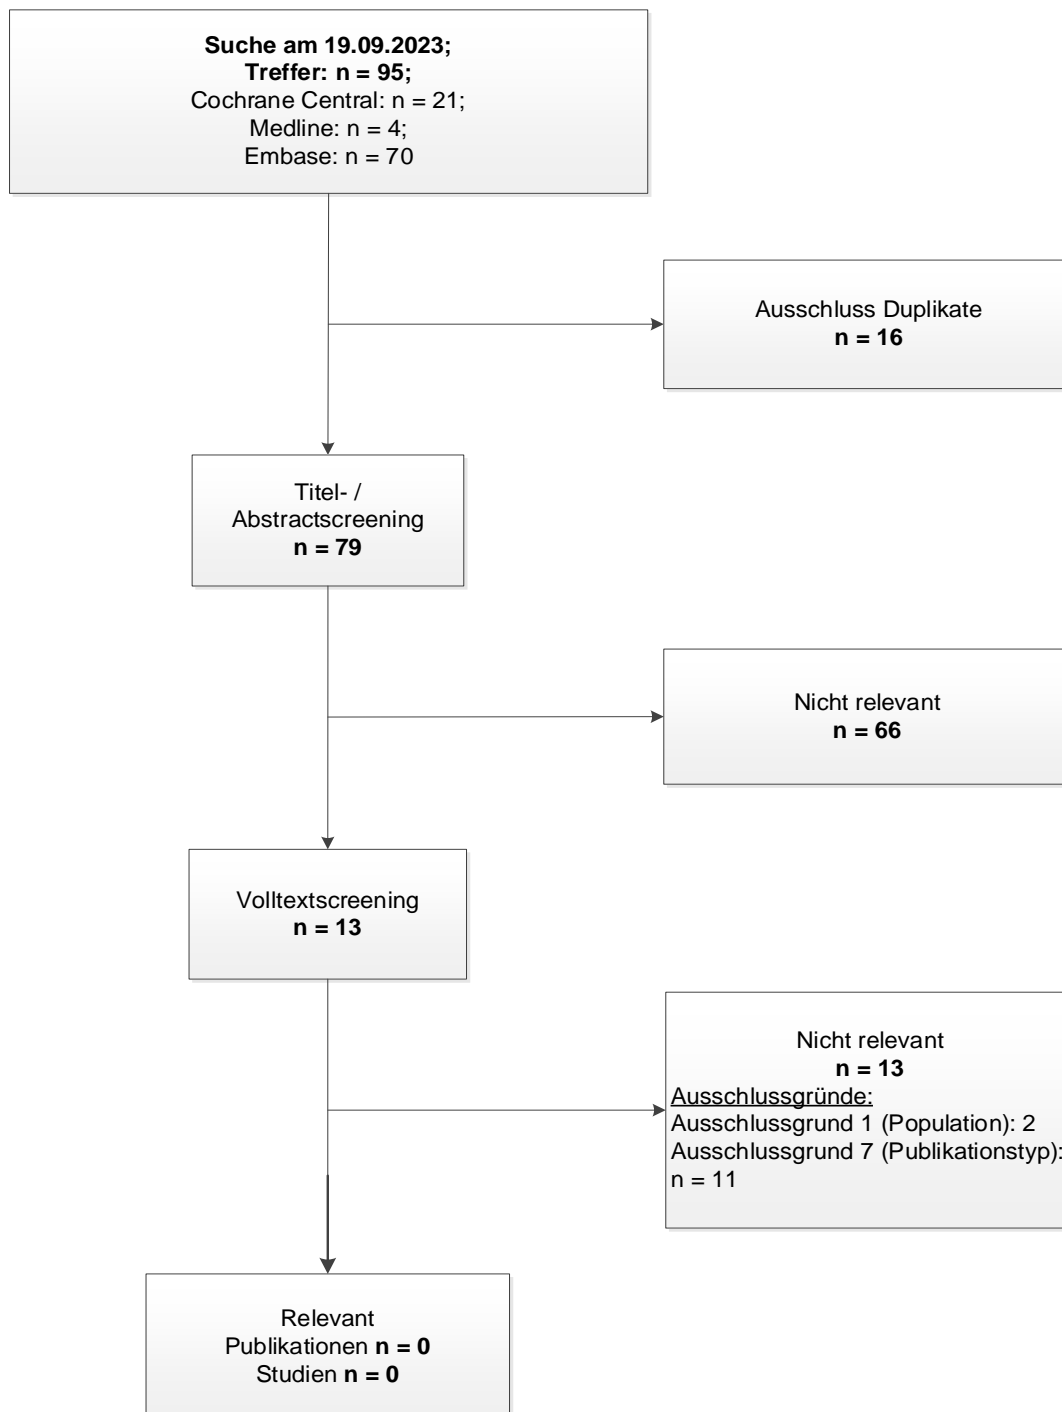 Suche am 19.09.2023;
Treffer: n = 95;
Cochrane Central: n = 21;
Medline: n = 4;
Embase: n = 70
Ausschluss Duplikate
n = 16
Titel- /
Abstractscreening
n = 79
Nicht relevant
n = 66
Volltextscreening
n = 13
Nicht relevant
n = 13
Ausschlussgründe:
Ausschlussgrund 1 (Population): 2
Ausschlussgrund 7 (Publikationstyp):
n = 11
Relevant
Publikationen n = 0
Studien n = 0